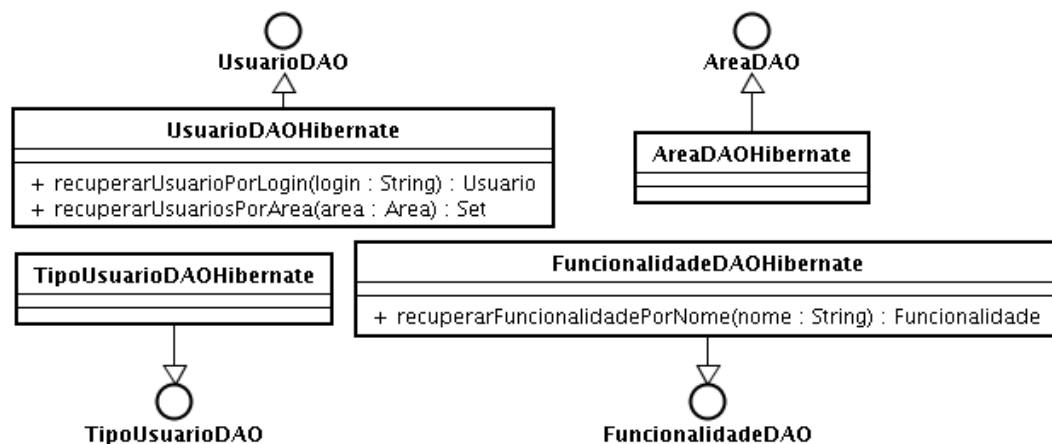 UsuarioDAO
AreaDAO
UsuarioDAOHibernate
+ recuperarUsuarioPorLogin(login : String) : Usuario
+ recuperarUsuariosPorArea(area : Area) : Set
AreaDAOHibernate
TipoUsuarioDAOHibernate
FuncionalidadeDAOHibernate
+ recuperarFuncionalidadePorNome(nome : String) : Funcionalidade
TipoUsuarioDAO
FuncionalidadeDAO